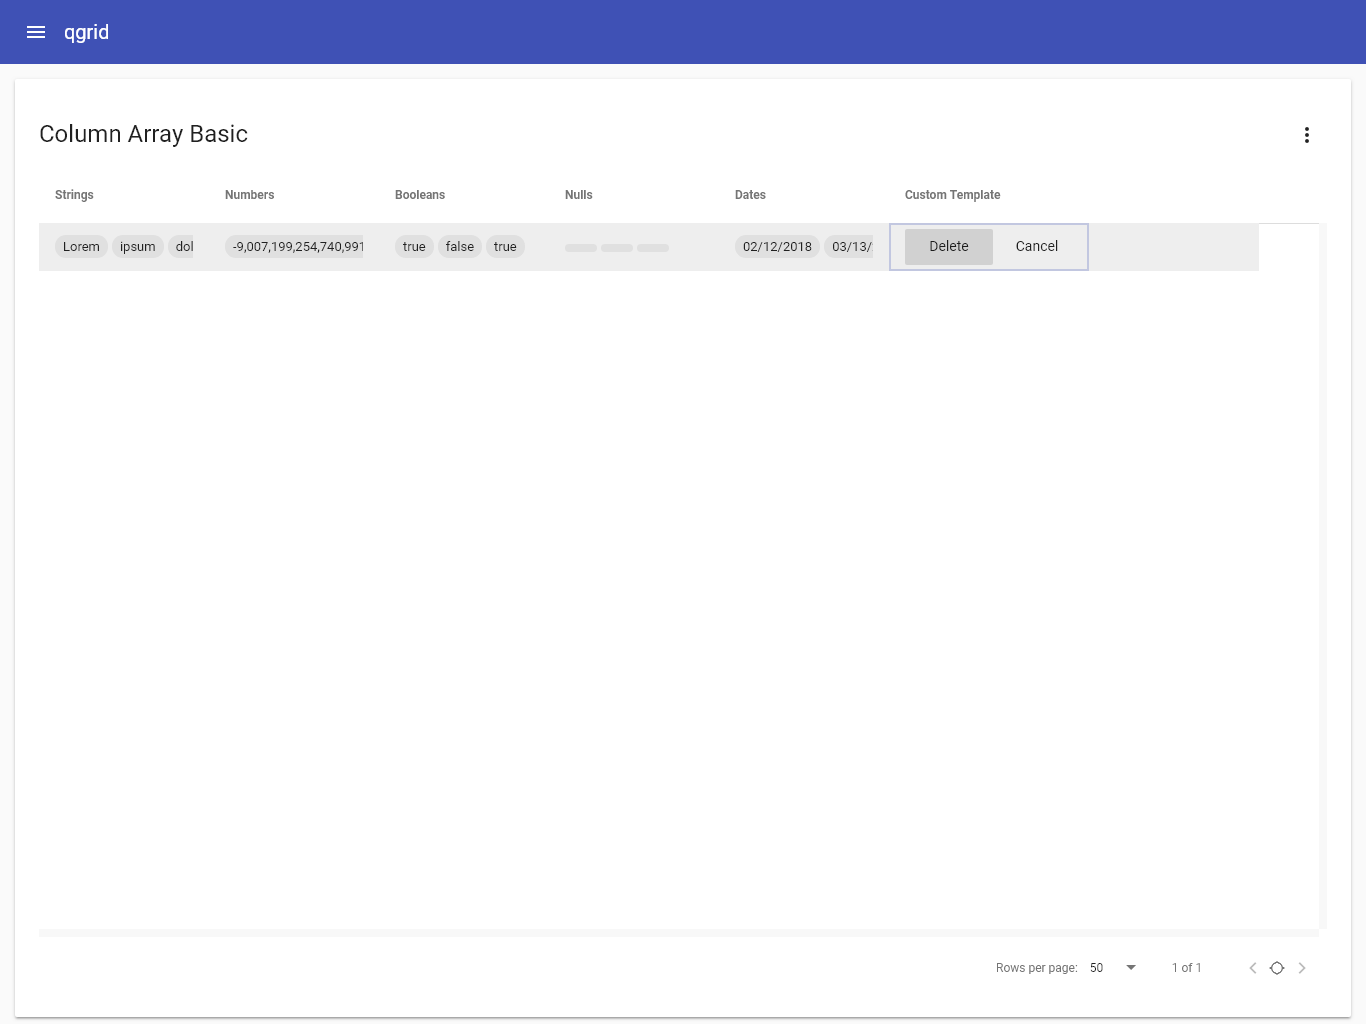 qgrid
Column Array Basic
Strings Numbers Booleans Nulls Dates Custom Template
Lorem ipsum dol -9,007,199,254,740,991 true false true 02/12/2018 03/13/ Delete Cancel
Rows per page: 50 1 of 1